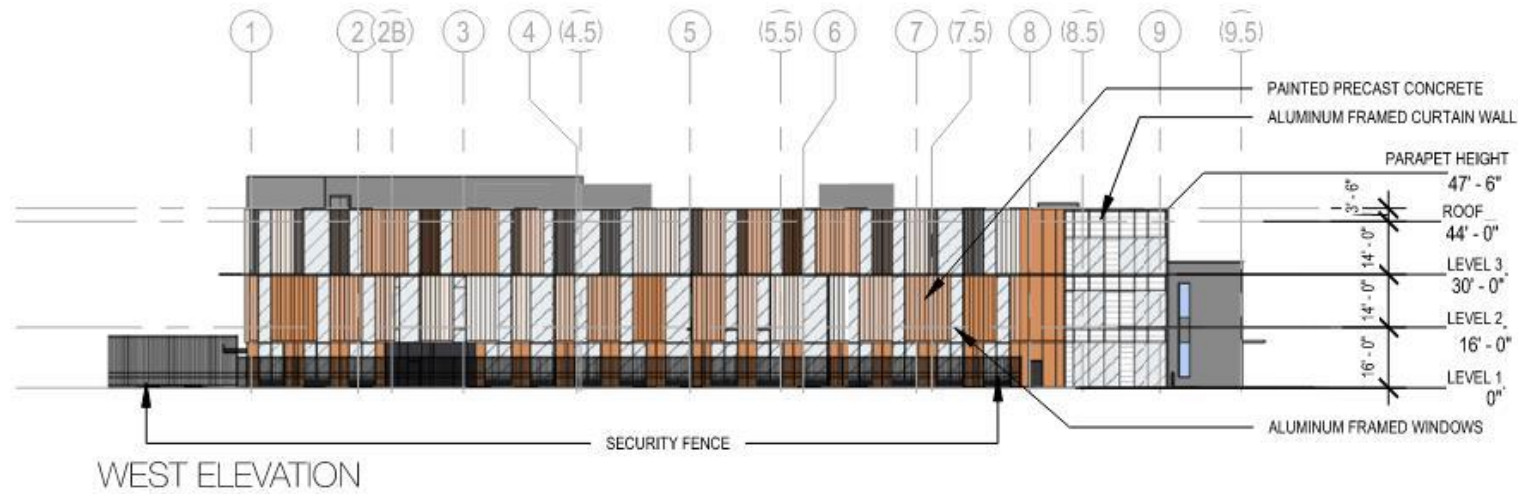 1 2 (2B) 3 4 (4.5) 5 (5.5) 6 7 (7.5) 8 (8.5) 9 (9.5)
PAINTED PRECAST CONCRETE
ALUMINUM FRAMED CURTAIN WALL
PARAPET HEIGHT
47' - 6"
3' - 6"
ROOF
44' - 0"
14' - 0"
LEVEL 3
30' - 0"
14' - 0"
LEVEL 2
16' - 0"
16' - 0"
LEVEL 1
0"
ALUMINUM FRAMED WINDOWS
SECURITY FENCE
WEST ELEVATION